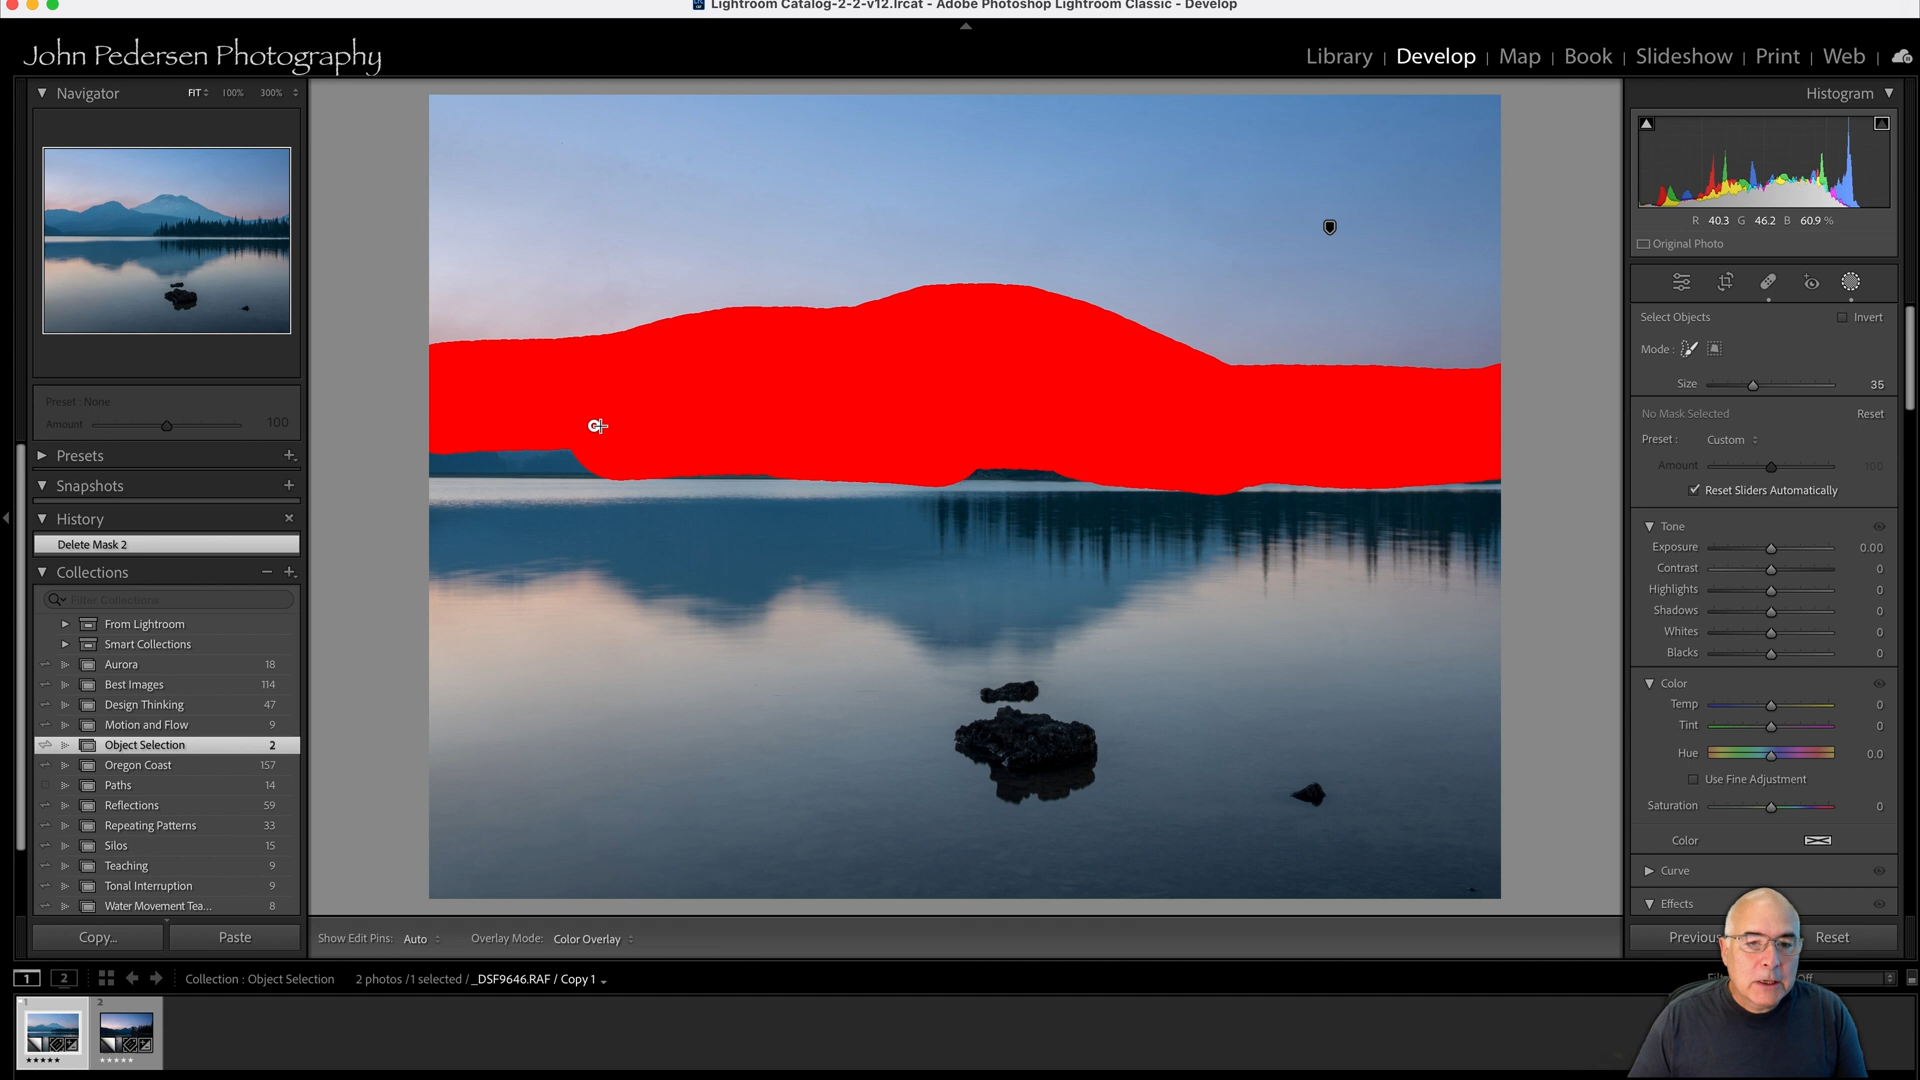 Lightroom Catalog-2-2-v12.lrcat - Adobe Photoshop Lightroom Classic - Develop
John Pedersen Photography
Library | Develop | Map | Book | Slideshow | Print | Web
Navigator FIT 100% 300%
Preset : None
Amount 100
Presets
Snapshots
History
Delete Mask 2
Collections
Filter Collections
From Lightroom
Smart Collections
Aurora 18
Best Images 114
Design Thinking 47
Motion and Flow 9
Object Selection 2
Oregon Coast 157
Paths 14
Reflections 59
Repeating Patterns 33
Silos 15
Teaching 9
Tonal Interruption 9
Water Movement Tea... 8
Copy... Paste
Show Edit Pins: Auto Overlay Mode: Color Overlay
Histogram
R 40.3 G 46.2 B 60.9 %
Original Photo
Select Objects Invert
Mode :
Size 35
No Mask Selected Reset
Preset : Custom
Amount 100
Reset Sliders Automatically
Tone
Exposure 0.00
Contrast 0
Highlights 0
Shadows 0
Whites 0
Blacks 0
Color
Temp 0
Tint 0
Hue 0.0
Use Fine Adjustment
Saturation 0
Color
Curve
Effects
Previous Reset
1 2 Collection : Object Selection 2 photos /1 selected / _DSF9646.RAF / Copy 1
1 2